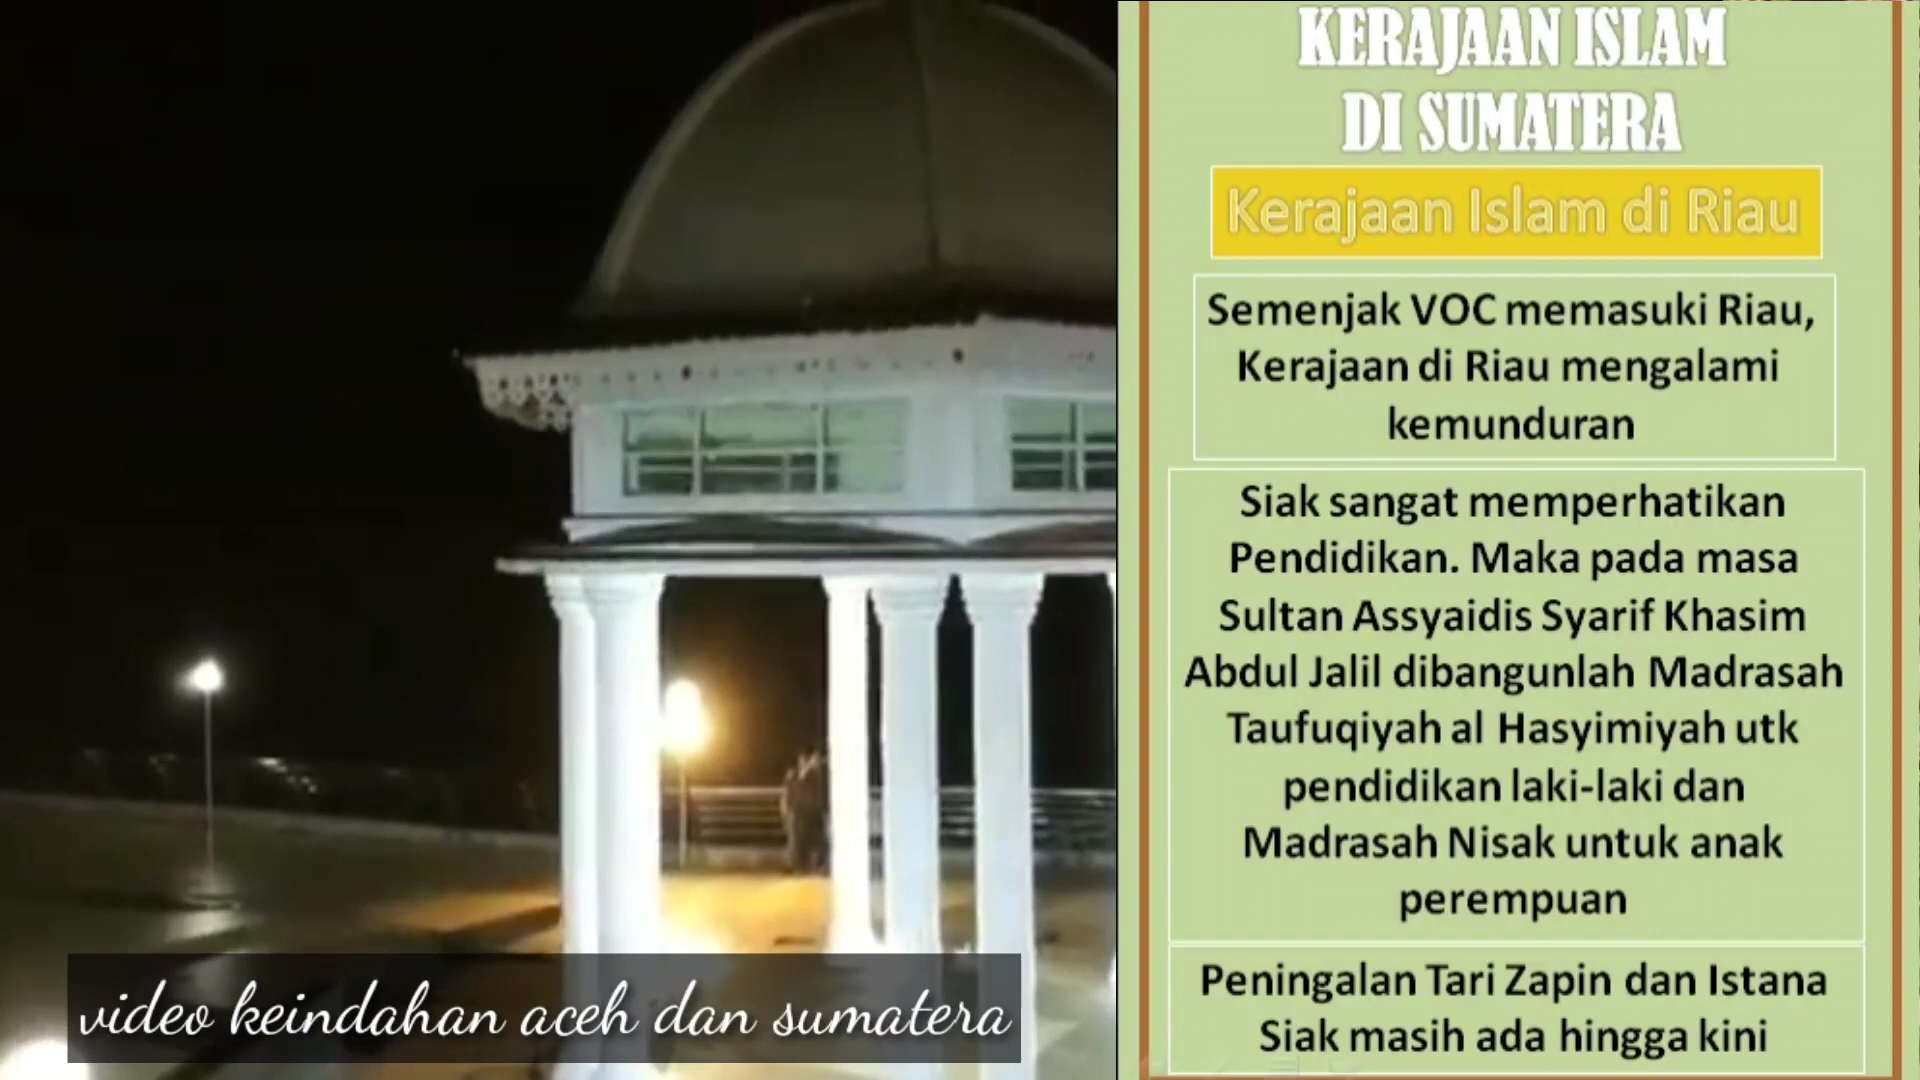 KERAJAAN ISLAM
DI SUMATERA
Kerajaan Islam di Riau
Semenjak VOC memasuki Riau,
Kerajaan di Riau mengalami
kemunduran
Siak sangat memperhatikan
Pendidikan. Maka pada masa
Sultan Assyaidis Syarif Khasim
Abdul Jalil dibangunlah Madrasah
Taufuqiyah al Hasyimiyah utk
pendidikan laki-laki dan
Madrasah Nisak untuk anak
perempuan
Peningalan Tari Zapin dan Istana
Siak masih ada hingga kini
video keindahan aceh dan sumatera